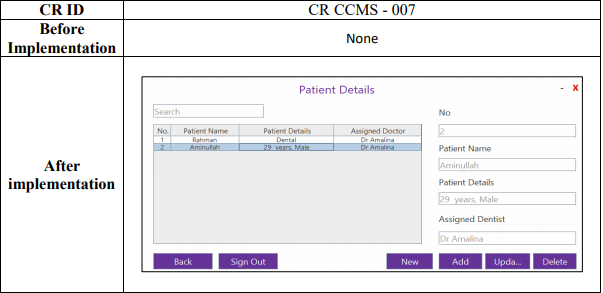 CR ID CR CCMS - 007
Before
Implementation
None
After
implementation
Patient Details
- X
Search
No. Patient Name Patient Details Assigned Doctor
1 Rahman Dental Dr Amalina
2 Aminullah 29 years, Male Dr Amalina
No
2
Patient Name
Aminullah
Patient Details
29 years, Male
Assigned Dentist
Dr Amalina
Back Sign Out New Add Upda... Delete